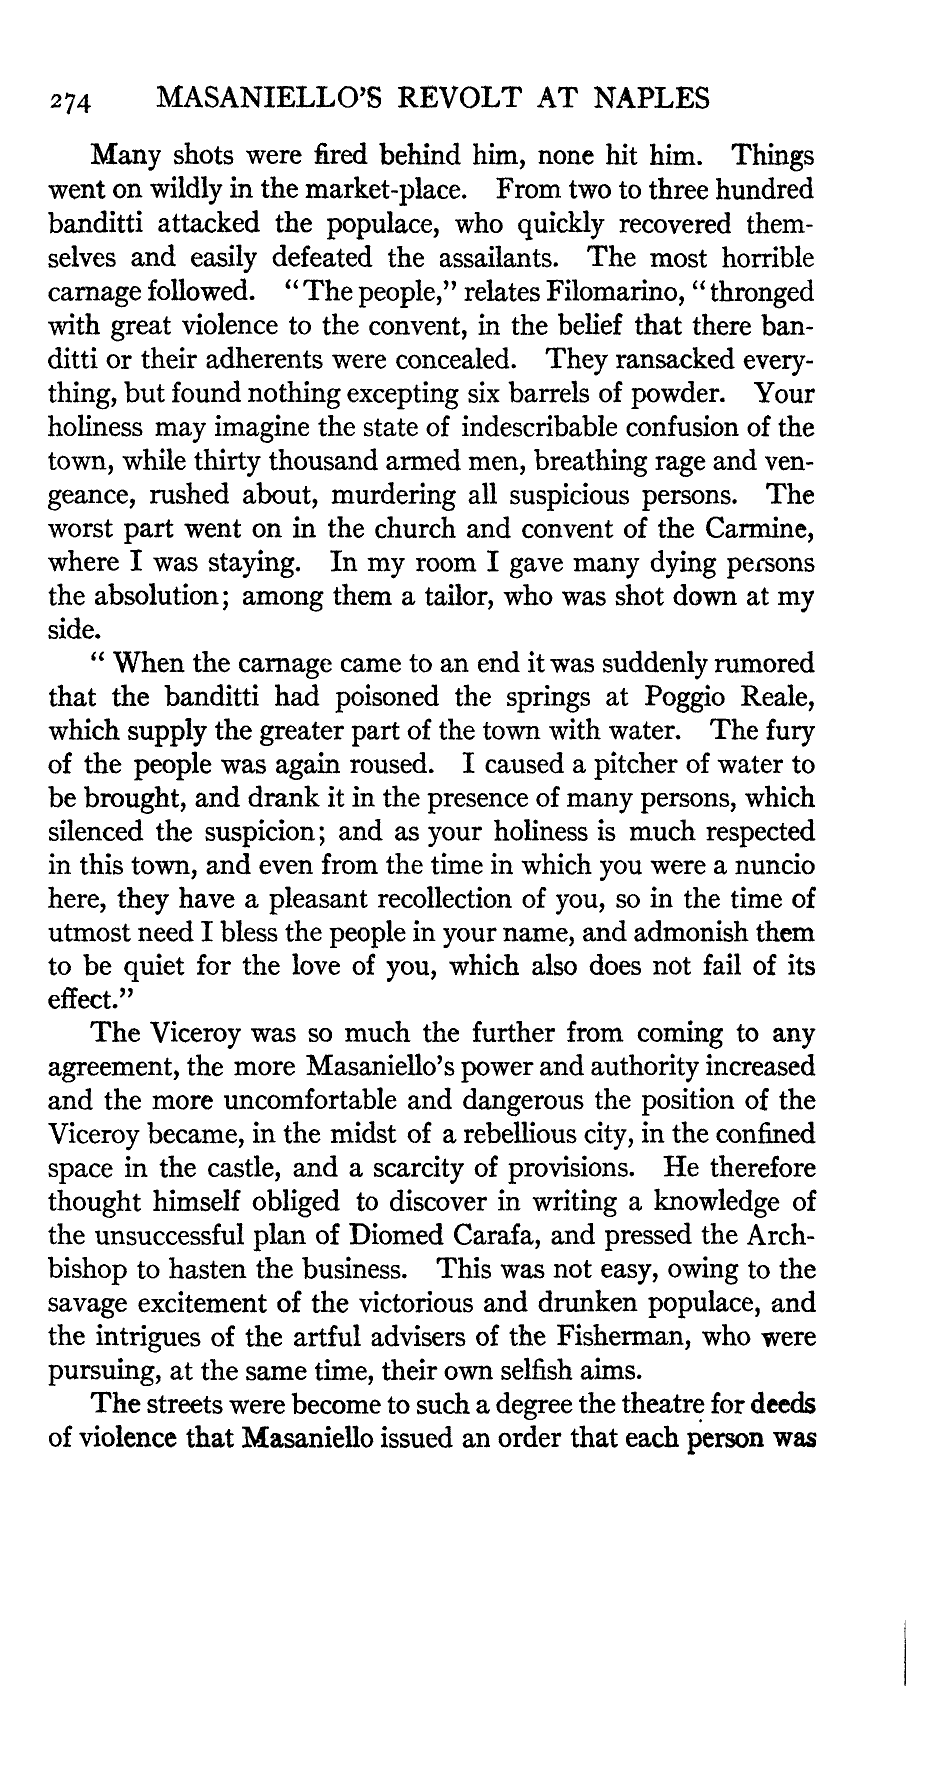 274 MASANIELLO'S REVOLT AT NAPLES
Many shots were fired behind him, none hit him. Things
went on wildly in the market-place. From two to three hundred
banditti attacked the populace, who quickly recovered them-
selves and easily defeated the assailants. The most horrible
carnage followed. "The people," relates Filomarino, "thronged
with great violence to the convent, in the belief that there ban-
ditti or their adherents were concealed. They ransacked every-
thing, but found nothing excepting six barrels of powder. Your
holiness may imagine the state of indescribable confusion of the
town, while thirty thousand armed men, breathing rage and ven-
geance, rushed about, murdering all suspicious persons. The
worst part went on in the church and convent of the Carmine,
where I was staying. In my room I gave many dying persons
the absolution; among them a tailor, who was shot down at my
side.
" When the carnage came to an end it was suddenly rumored
that the banditti had poisoned the springs at Poggio Reale,
which supply the greater part of the town with water. The fury
of the people was again roused. I caused a pitcher of water to
be brought, and drank it in the presence of many persons, which
silenced the suspicion; and as your holiness is much respected
in this town, and even from the time in which you were a nuncio
here, they have a pleasant recollection of you, so in the time of
utmost need I bless the people in your name, and admonish them
to be quiet for the love of you, which also does not fail of its
effect."
The Viceroy was so much the further from coming to any
agreement, the more Masaniello's power and authority increased
and the more uncomfortable and dangerous the position of the
Viceroy became, in the midst of a rebellious city, in the confined
space in the castle, and a scarcity of provisions. He therefore
thought himself obliged to discover in writing a knowledge of
the unsuccessful plan of Diomed Carafa, and pressed the Arch-
bishop to hasten the business. This was not easy, owing to the
savage excitement of the victorious and drunken populace, and
the intrigues of the artful advisers of the Fisherman, who were
pursuing, at the same time, their own selfish aims.
The streets were become to such a degree the theatre for deeds
of violence that Masaniello issued an order that each person was